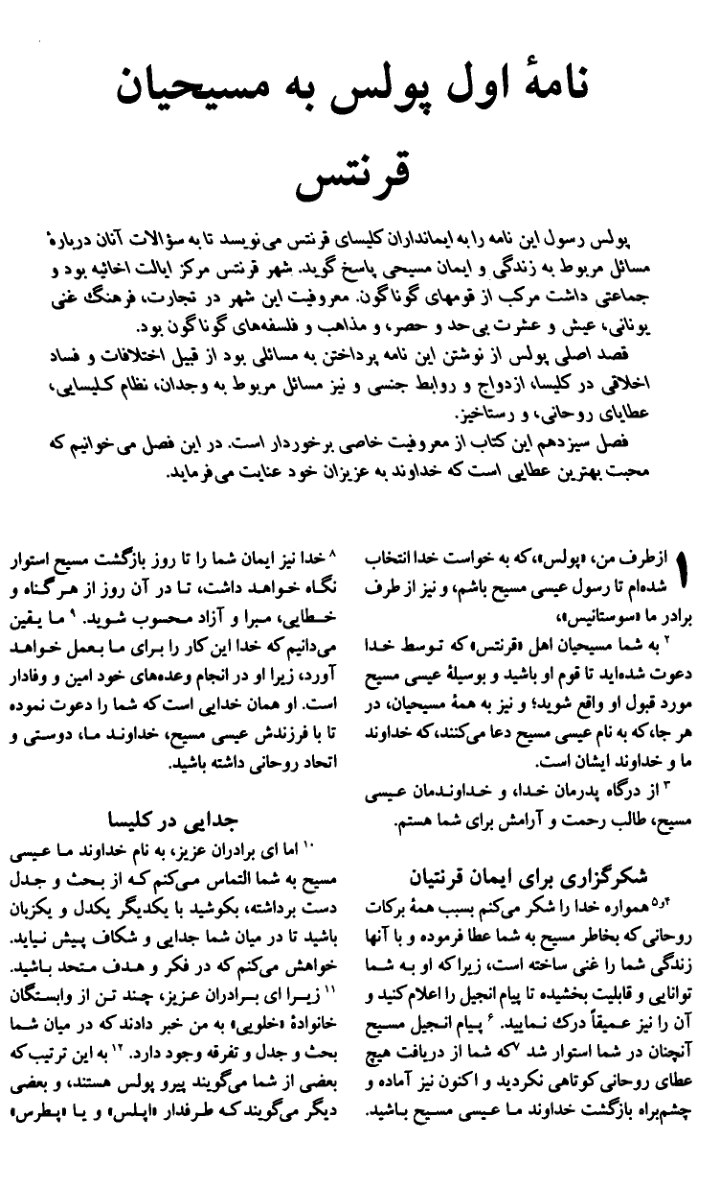 نامهٔ اول پولس به مسیحیان
قرنتس
پولس رسول این نامه را به ایمانداران کلیسای قرنتس می‌نویسد تا به سؤالات آنان دربارهٔ
مسائل مربوط به زندگی و ایمان مسیحی پاسخ گوید. شهر قرنتس مرکز ایالت اخائیه بود و
جماعتی داشت مرکب از قومهای گوناگون. معروفیت این شهر در تجارت، فرهنگ غنی
یونانی، عیش و عشرت بی‌حد و حصر، و مذاهب و فلسفه‌های گوناگون بود.
قصد اصلی پولس از نوشتن این نامه پرداختن به مسائلی بود از قبیل اختلافات و فساد
اخلاقی در کلیسا، ازدواج و روابط جنسی و نیز مسائل مربوط به وجدان، نظام کلیسایی،
عطایای روحانی، و رستاخیز.
فصل سیزدهم این کتاب از معروفیت خاصی برخوردار است. در این فصل می‌خوانیم که
محبت بهترین عطایی است که خداوند به عزیزان خود عنایت می‌فرماید.
۱ از طرف من، «پولس»، که به خواست خدا انتخاب
شده‌ام تا رسول عیسی مسیح باشم، و نیز از طرف
برادر ما «سوستانیس»،
۲ به شما مسیحیان اهل «قرنتس» که توسط خدا
دعوت شده‌اید تا قوم او باشید و بوسیلهٔ عیسی مسیح
مورد قبول او واقع شوید؛ و نیز به همهٔ مسیحیان، در
هر جا، که به نام عیسی مسیح دعا می‌کنند، که خداوند
ما و خداوند ایشان است.
۳ از درگاه پدرمان خدا، و خداوندمان عیسی
مسیح، طالب رحمت و آرامش برای شما هستم.
شکرگزاری برای ایمان قرنتیان
۴و۵ همواره خدا را شکر می‌کنم بسبب همهٔ برکات
روحانی که بخاطر مسیح به شما عطا فرموده و با آنها
زندگی شما را غنی ساخته است، زیرا که او به شما
توانایی و قابلیت بخشیده تا پیام انجیل را اعلام کنید و
آن را نیز عمیقاً درک نمایید. ۶ پیام انجیل مسیح
آنچنان در شما استوار شد ۷ که شما از دریافت هیچ
عطای روحانی کوتاهی نکردید و اکنون نیز آماده و
چشم‌براه بازگشت خداوند ما عیسی مسیح باشید.
۸ خدا نیز ایمان شما را تا روز بازگشت مسیح استوار
نگاه خواهد داشت، تا در آن روز از هر گناه و
خطایی، مبرا و آزاد محسوب شوید. ۹ ما یقین
می‌دانیم که خدا این کار را برای ما بعمل خواهد
آورد، زیرا او در انجام وعده‌های خود امین و وفادار
است. او همان خدایی است که شما را دعوت نموده
تا با فرزندش عیسی مسیح، خداوند ما، دوستی و
اتحاد روحانی داشته باشید.
جدایی در کلیسا
۱۰ اما ای برادران عزیز، به نام خداوند ما عیسی
مسیح به شما التماس می‌کنم که از بحث و جدل
دست برداشته، بکوشید با یکدیگر یکدل و یکزبان
باشید تا در میان شما جدایی و شکاف پیش نیاید.
خواهش می‌کنم که در فکر و هدف متحد باشید.
۱۱ زیرا ای برادران عزیز، چند تن از وابستگان
خانوادهٔ «خلویی» به من خبر دادند که در میان شما
بحث و جدل و تفرقه وجود دارد. ۱۲ به این ترتیب که
بعضی از شما می‌گویند پیرو پولس هستند، و بعضی
دیگر می‌گویند که طرفدار «اپلس» و یا «پطرس»